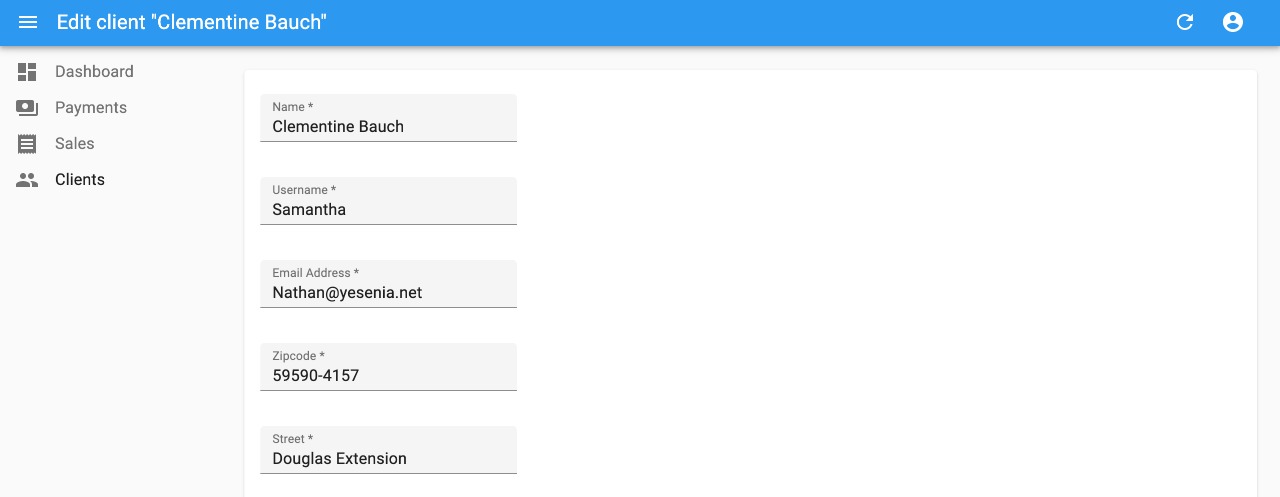 Edit client "Clementine Bauch"
Dashboard
Payments
Sales
Clients
Name *
Clementine Bauch
Username *
Samantha
Email Address *
Nathan@yesenia.net
Zipcode *
59590-4157
Street *
Douglas Extension